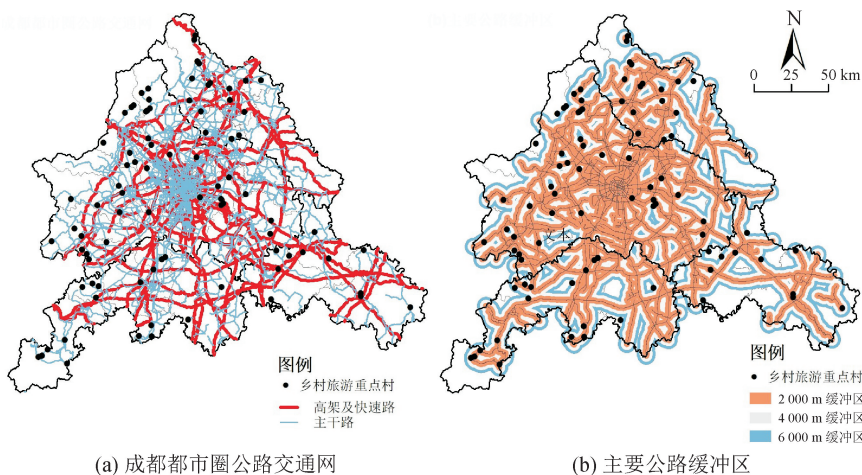 N
0 25 50 km
图例
乡村旅游重点村
高架及快速路
主干路
图例
乡村旅游重点村
2 000 m 缓冲区
4 000 m 缓冲区
6 000 m 缓冲区
(a) 成都都市圈公路交通网
(b) 主要公路缓冲区